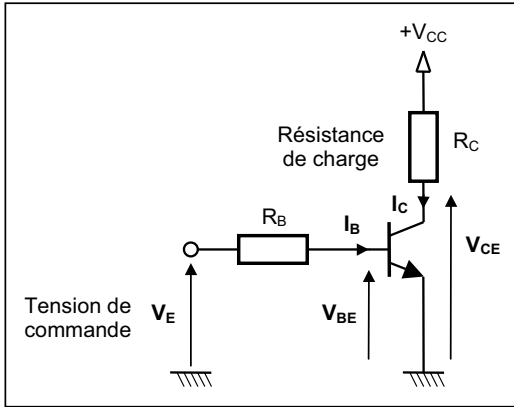 +VCC
Résistance
de charge
RC
RB
IB
IC
VCE
Tension de
commande
VE
VBE